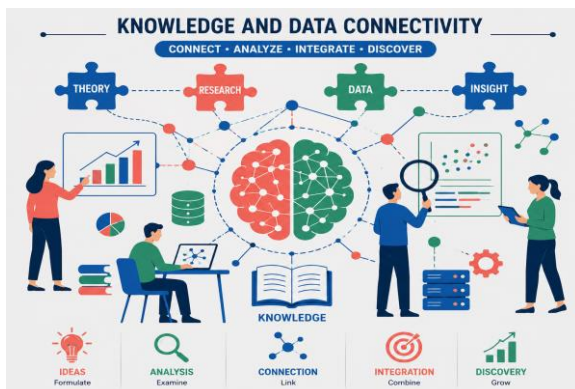 KNOWLEDGE AND DATA CONNECTIVITY
CONNECT • ANALYZE • INTEGRATE • DISCOVER
THEORY
RESEARCH
DATA
INSIGHT
KNOWLEDGE
IDEAS
Formulate
ANALYSIS
Examine
CONNECTION
Link
INTEGRATION
Combine
DISCOVERY
Grow